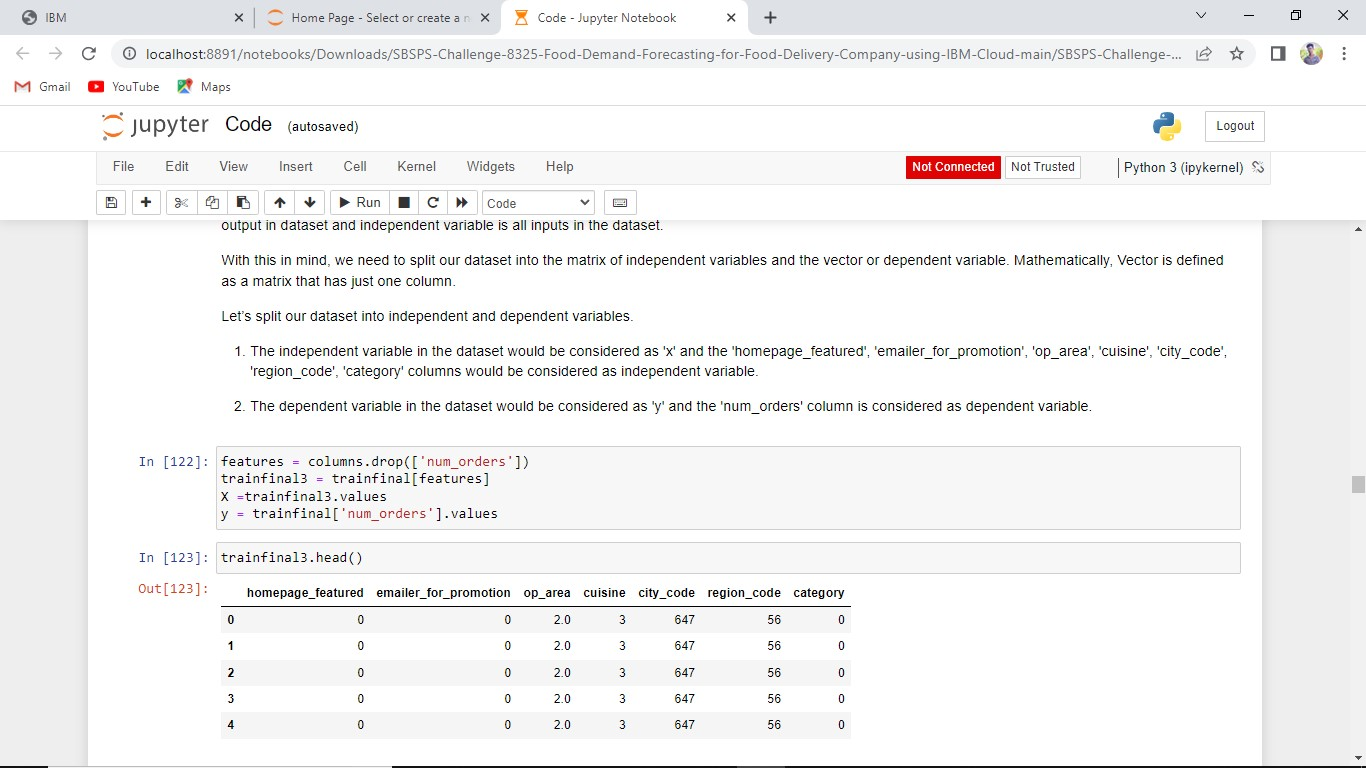 IBM
Home Page - Select or create a n
Code - Jupyter Notebook
localhost:8891/notebooks/Downloads/SBSPS-Challenge-8325-Food-Demand-Forecasting-for-Food-Delivery-Company-using-IBM-Cloud-main/SBSPS-Challenge-...
Gmail YouTube Maps
jupyter Code (autosaved) Logout
File Edit View Insert Cell Kernel Widgets Help Not Connected Not Trusted Python 3 (ipykernel)
Run Code
output in dataset and independent variable is all inputs in the dataset.
With this in mind, we need to split our dataset into the matrix of independent variables and the vector or dependent variable. Mathematically, Vector is defined
as a matrix that has just one column.
Let's split our dataset into independent and dependent variables.
1. The independent variable in the dataset would be considered as 'x' and the 'homepage_featured', 'emailer_for_promotion', 'op_area', 'cuisine', 'city_code',
'region_code', 'category' columns would be considered as independent variable.
2. The dependent variable in the dataset would be considered as 'y' and the 'num_orders' column is considered as dependent variable.
In [122]: features = columns.drop(['num_orders'])
trainfinal3 = trainfinal[features]
X =trainfinal3.values
y = trainfinal['num_orders'].values
In [123]: trainfinal3.head()
Out[123]:
homepage_featured emailer_for_promotion op_area cuisine city_code region_code category
0 0 0 2.0 3 647 56 0
1 0 0 2.0 3 647 56 0
2 0 0 2.0 3 647 56 0
3 0 0 2.0 3 647 56 0
4 0 0 2.0 3 647 56 0